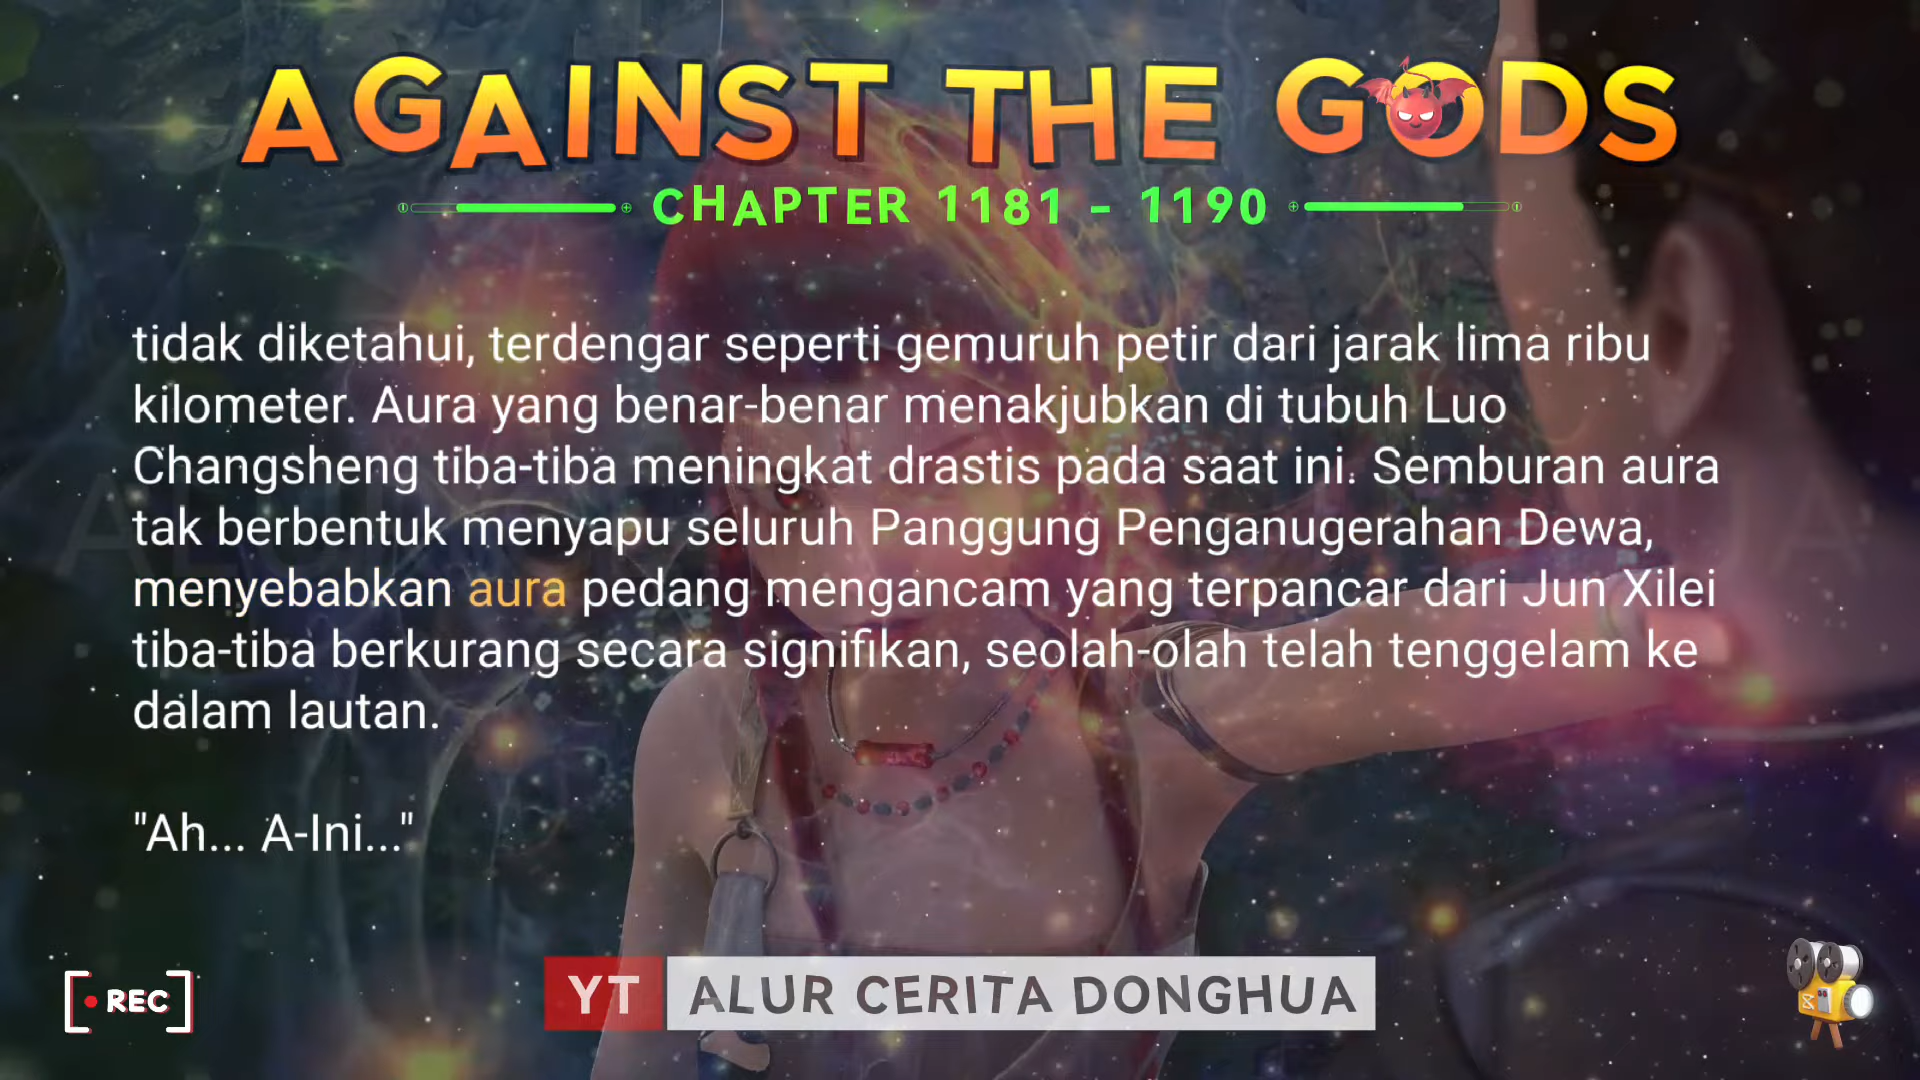 AGAINST THE GODS
CHAPTER 1181 - 1190
tidak diketahui, terdengar seperti gemuruh petir dari jarak lima ribu
kilometer. Aura yang benar-benar menakjubkan di tubuh Luo
Changsheng tiba-tiba meningkat drastis pada saat ini. Semburan aura
tak berbentuk menyapu seluruh Panggung Penganugerahan Dewa,
menyebabkan aura pedang mengancam yang terpancar dari Jun Xilei
tiba-tiba berkurang secara signifikan, seolah-olah telah tenggelam ke
dalam lautan.
"Ah... A-Ini..."
REC
YT ALUR CERITA DONGHUA